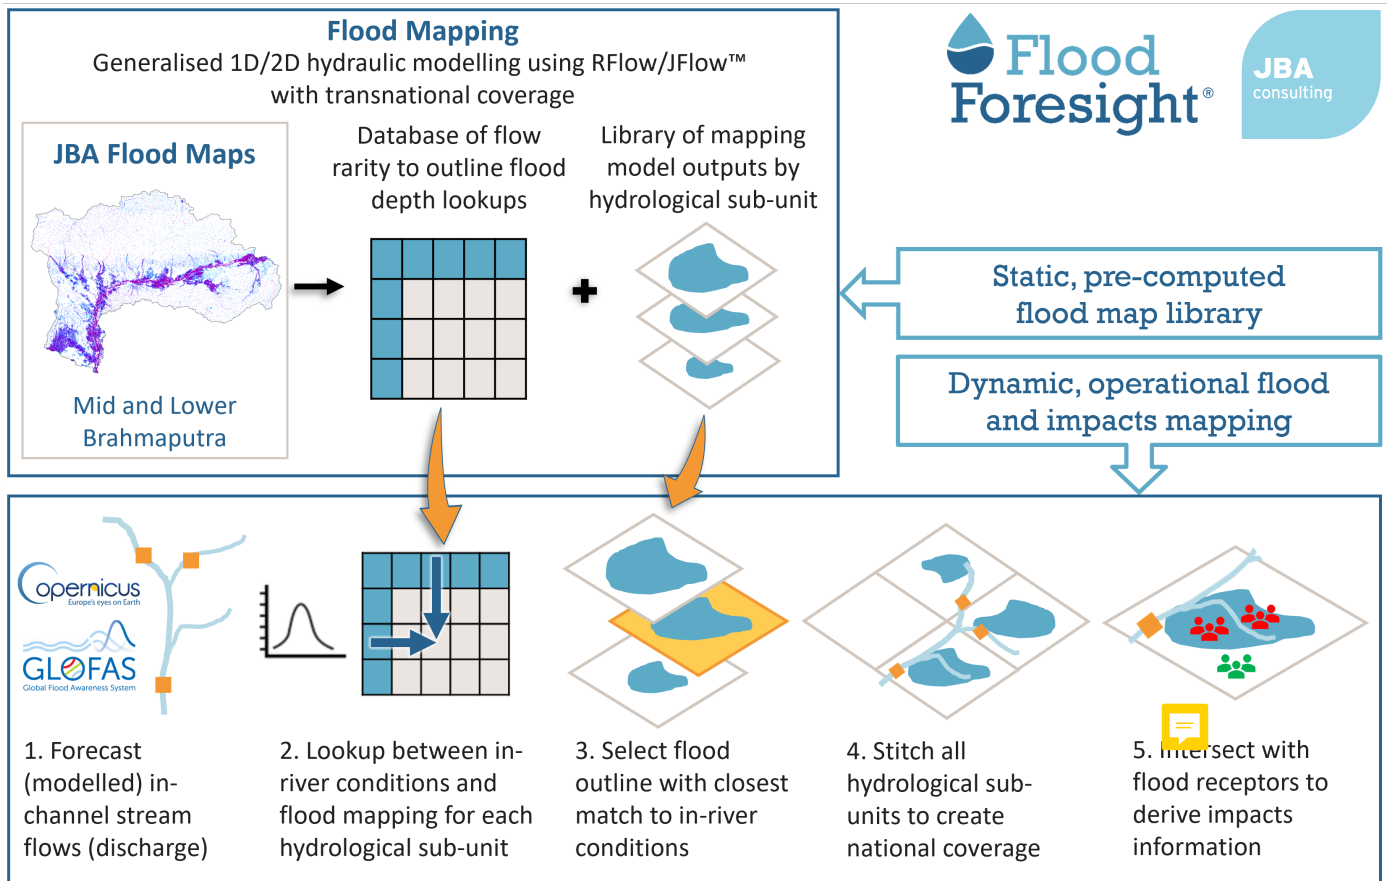 Flood Mapping
Generalised 1D/2D hydraulic modelling using RFlow/JFlow™
with transnational coverage
JBA Flood Maps
Mid and Lower
Brahmaputra
Database of flow
rarity to outline flood
depth lookups
Library of mapping
model outputs by
hydrological sub-unit
Flood
Foresight®
JBA
consulting
Static, pre-computed
flood map library
Dynamic, operational flood
and impacts mapping
opernicus
Europe's eyes on Earth
GLOFAS
Global Flood Awareness System
1. Forecast
(modelled) in-
channel stream
flows (discharge)
2. Lookup between in-
river conditions and
flood mapping for each
hydrological sub-unit
3. Select flood
outline with closest
match to in-river
conditions
4. Stitch all
hydrological sub-
units to create
national coverage
5. Intersect with
flood receptors to
derive impacts
information